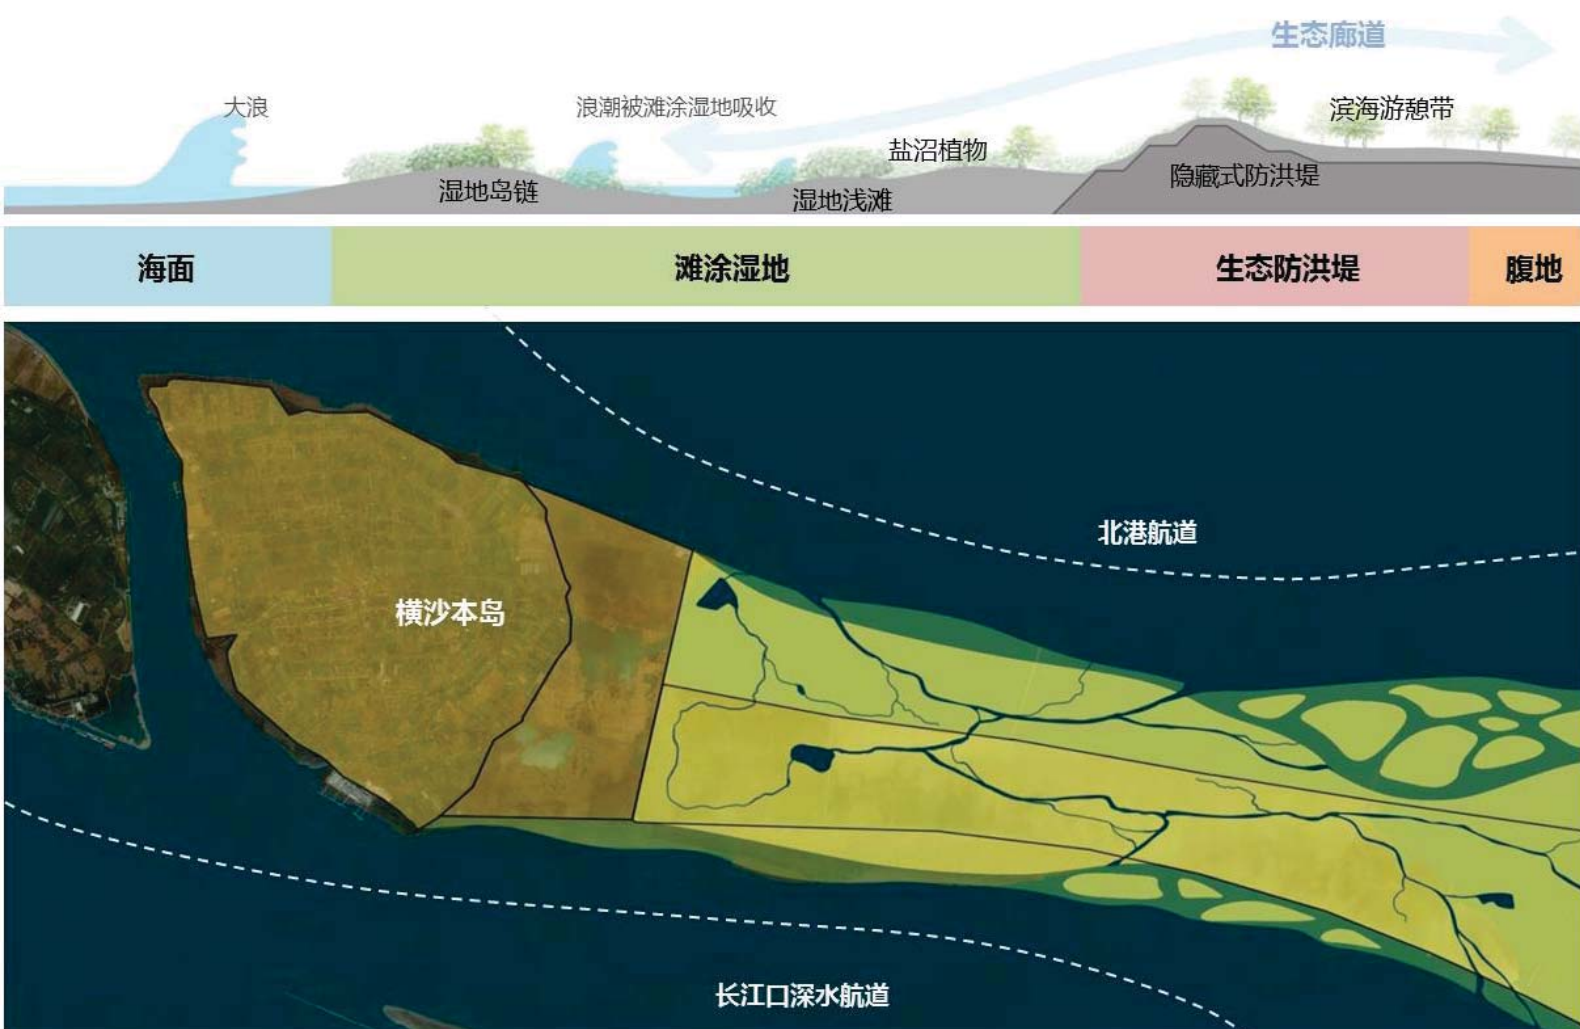 生态廊道
大浪
浪潮被滩涂湿地吸收
滨海游憩带
盐沼植物
隐藏式防洪堤
湿地岛链
湿地浅滩
海面
滩涂湿地
生态防洪堤
腹地
北港航道
横沙本岛
长江口深水航道